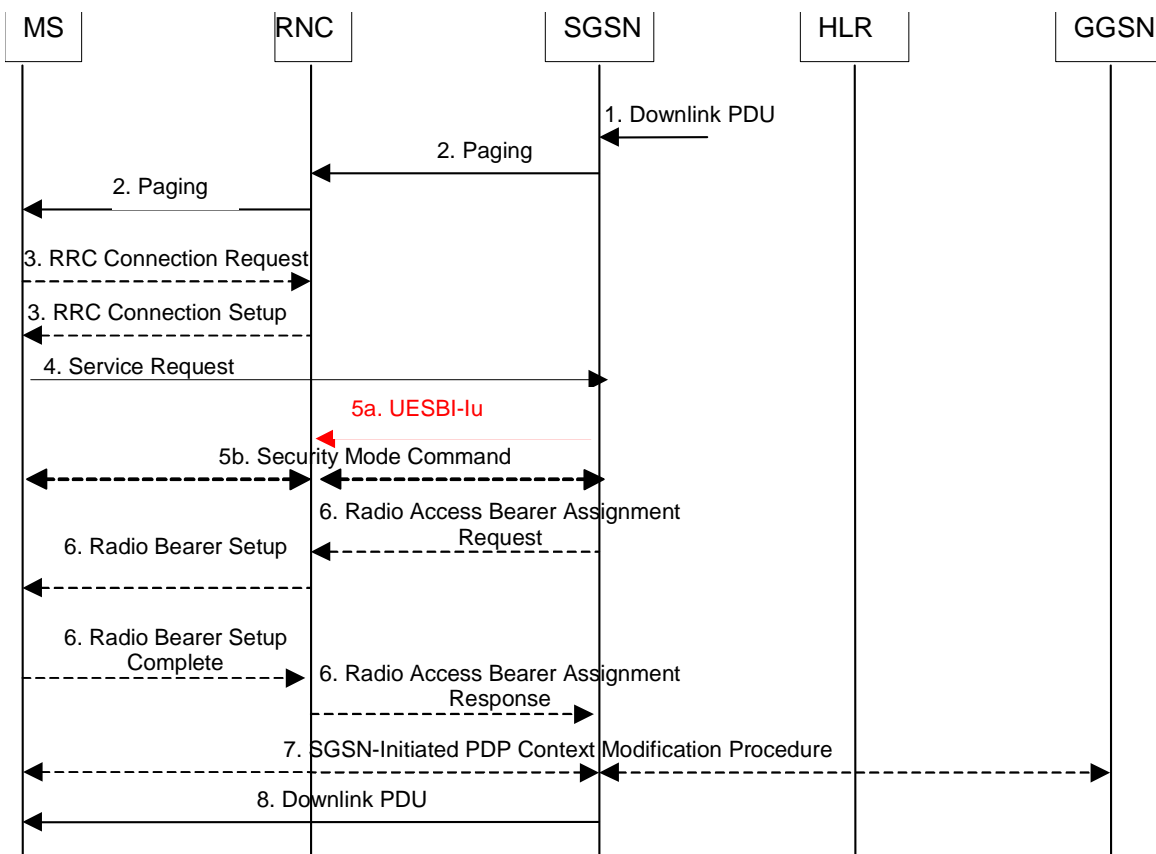 MS
RNC
SGSN
HLR
GGSN
1. Downlink PDU
2. Paging
2. Paging
3. RRC Connection Request
3. RRC Connection Setup
4. Service Request
5a. UESBI-Iu
5b. Security Mode Command
6. Radio Access Bearer Assignment
Request
6. Radio Bearer Setup
6. Radio Bearer Setup
Complete
6. Radio Access Bearer Assignment
Response
7. SGSN-Initiated PDP Context Modification Procedure
8. Downlink PDU